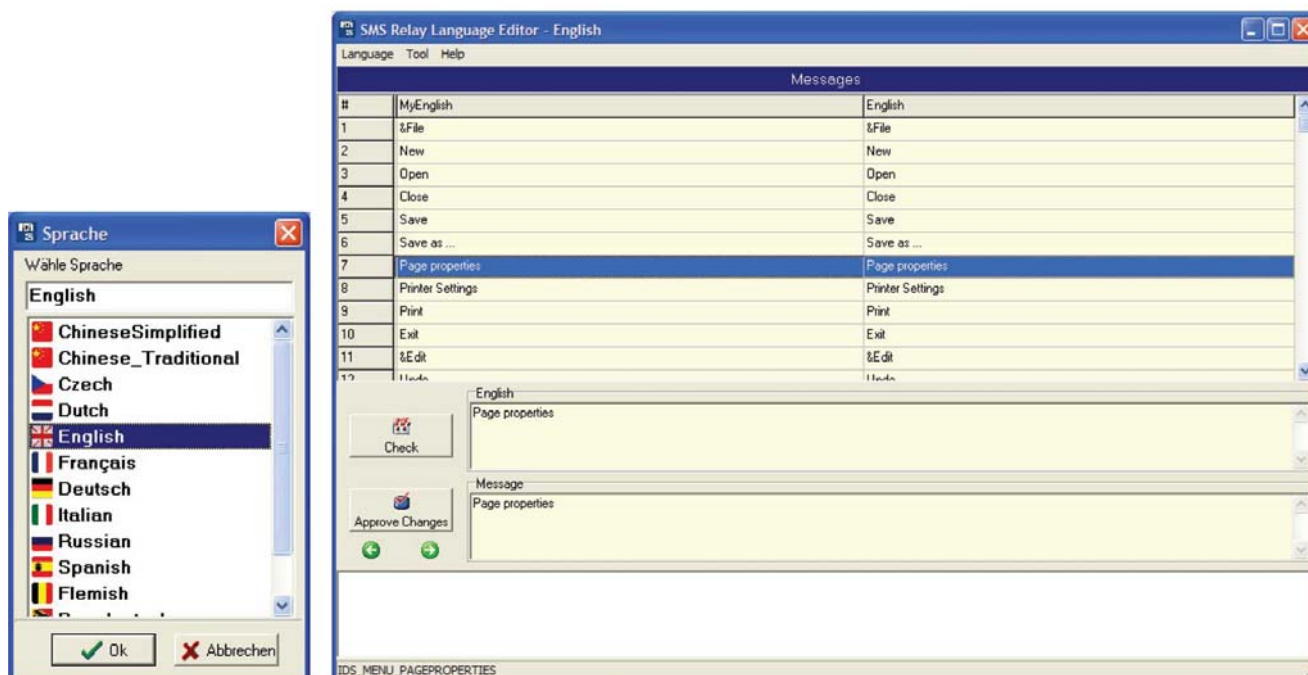 Sprache
Wähle Sprache
English
ChineseSimplified
Chinese_Traditional
Czech
Dutch
English
Français
Deutsch
Italian
Russian
Spanish
Flemish
Ok
Abbrechen
SMS Relay Language Editor - English
Language Tool Help
Messages
# MyEnglish English
1 &File &File
2 New New
3 Open Open
4 Close Close
5 Save Save
6 Save as ... Save as ...
7 Page properties Page properties
8 Printer Settings Printer Settings
9 Print Print
10 Exit Exit
11 &Edit &Edit
12 Undo Undo
English
Page properties
Check
Message
Page properties
Approve Changes
IDS_MENU_PAGEPROPERTIES